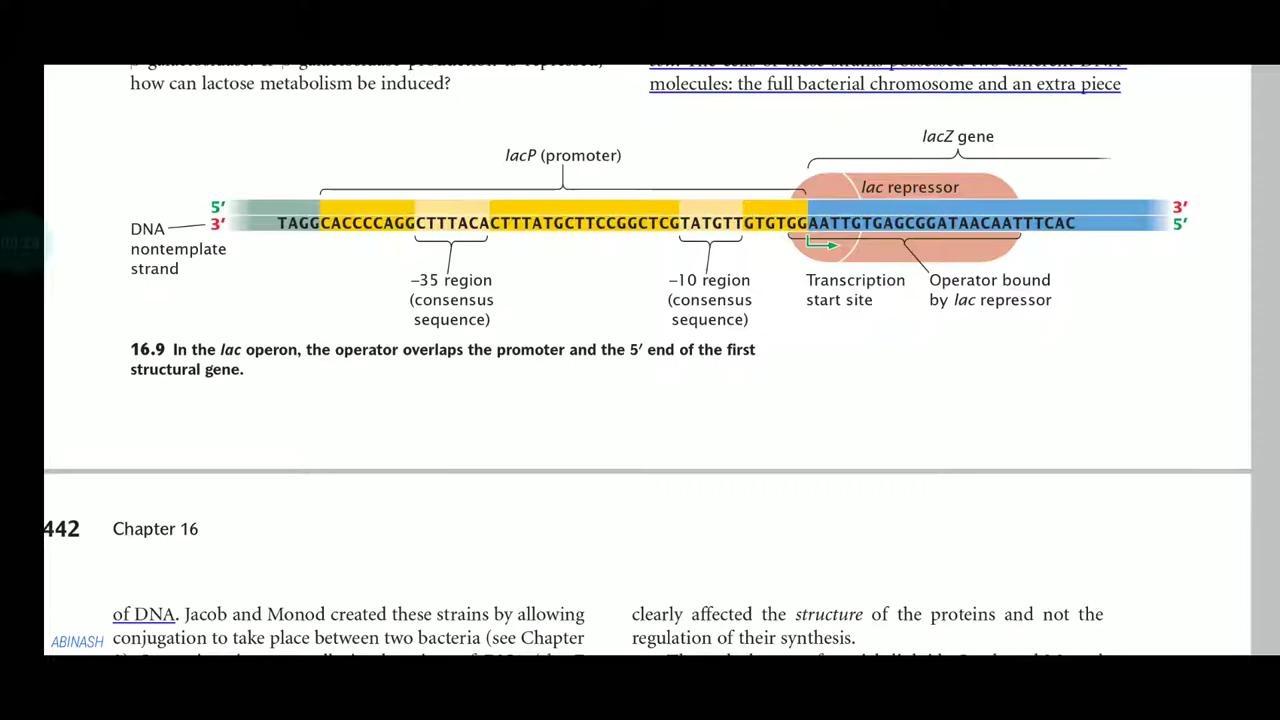 how can lactose metabolism be induced?
molecules: the full bacterial chromosome and an extra piece
lacZ gene
lacP (promoter)
lac repressor
5′
3′
3′
5′
DNA
nontemplate
strand
TAGGCACCCCAGGCTTTACACTTTATGCTTCCGGCTCGTATGTTGTGTGGAATTGTGAGCGGATAACAATTTCAC
–35 region
(consensus
sequence)
–10 region
(consensus
sequence)
Transcription
start site
Operator bound
by lac repressor
16.9 In the lac operon, the operator overlaps the promoter and the 5′ end of the first
structural gene.
442 Chapter 16
of DNA. Jacob and Monod created these strains by allowing
conjugation to take place between two bacteria (see Chapter
clearly affected the structure of the proteins and not the
regulation of their synthesis.
ABINASH